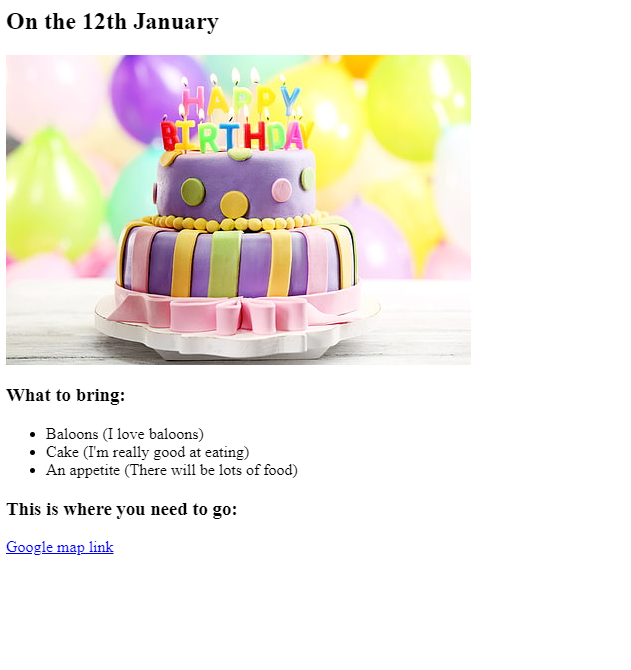 On the 12th January
HAPPY
BIRTHDAY
What to bring:
Baloons (I love baloons)
Cake (I'm really good at eating)
An appetite (There will be lots of food)
This is where you need to go:
Google map link